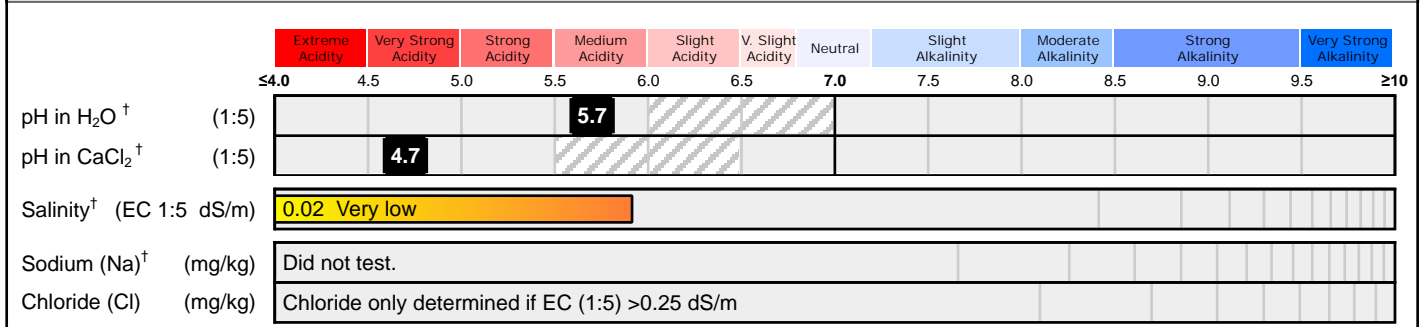 Extreme Acidity Very Strong Acidity Strong Acidity Medium Acidity Slight Acidity V. Slight Acidity Neutral Slight Alkalinity Moderate Alkalinity Strong Alkalinity Very Strong Alkalinity
≤4.0 4.5 5.0 5.5 6.0 6.5 7.0 7.5 8.0 8.5 9.0 9.5 ≥10
pH in H₂O † (1:5) 5.7
pH in CaCl₂† (1:5) 4.7
Salinity† (EC 1:5 dS/m) 0.02 Very low
Sodium (Na)† (mg/kg) Did not test.
Chloride (Cl) (mg/kg) Chloride only determined if EC (1:5) >0.25 dS/m